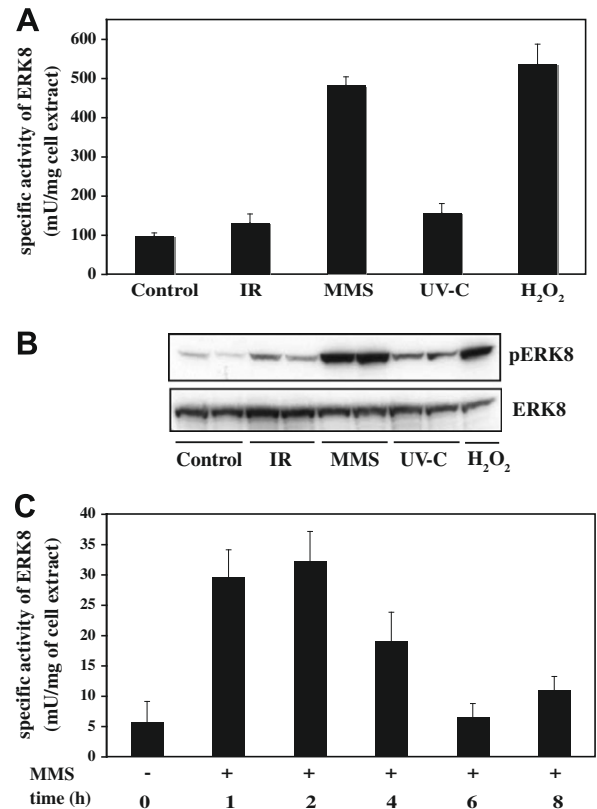 A
specific activity of ERK8
(mU/mg cell extract)
600
500
400
300
200
100
0
Control IR MMS UV-C H₂O₂
B
pERK8
ERK8
Control IR MMS UV-C H₂O₂
C
specific activity of ERK8
(mU/mg of cell extract)
40
35
30
25
20
15
10
5
0
MMS - + + + + +
time (h) 0 1 2 4 6 8